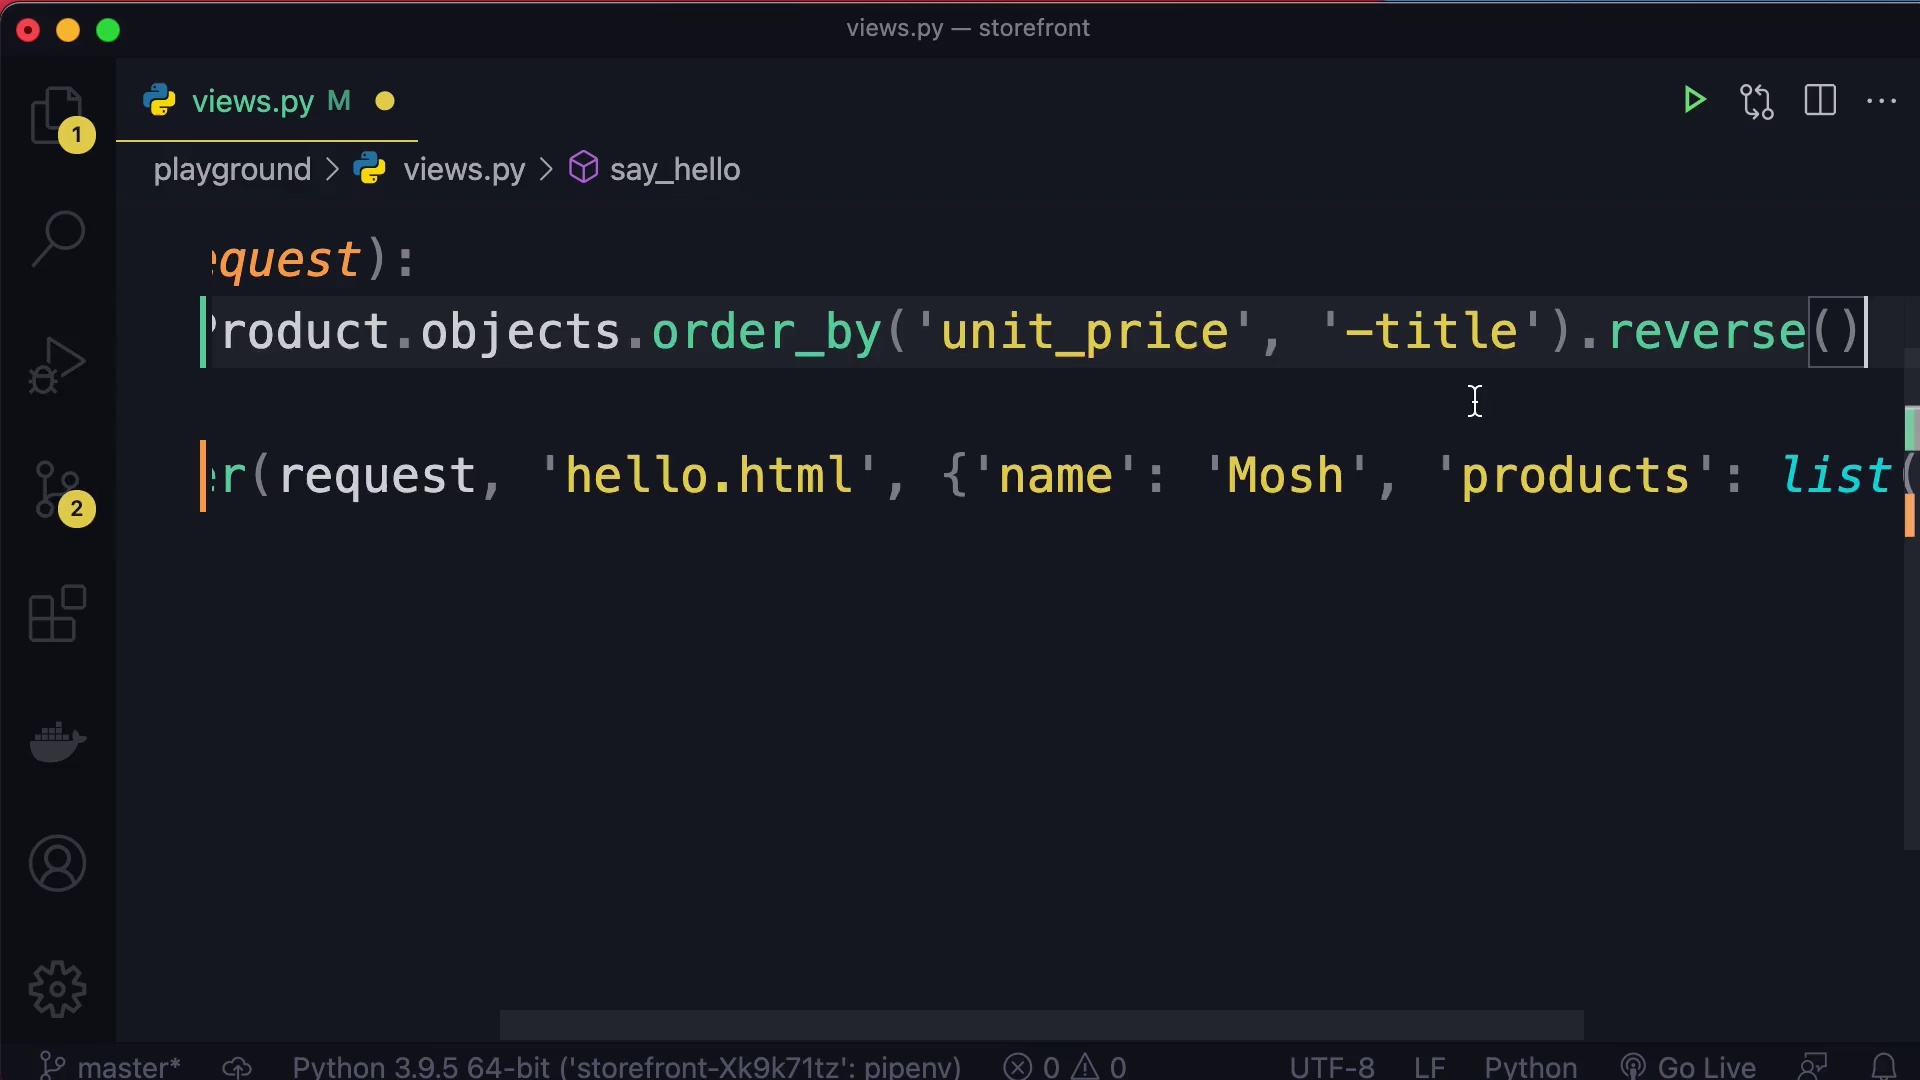 views.py — storefront
views.py M
1
playground > views.py > say_hello
equest):
Product.objects.order_by('unit_price', '-title').reverse()
er(request, 'hello.html', {'name': 'Mosh', 'products': list(
2
master* Python 3.9.5 64-bit ('storefront-Xk9k71tz': pipenv) 0 0 UTF-8 LF Python Go Live